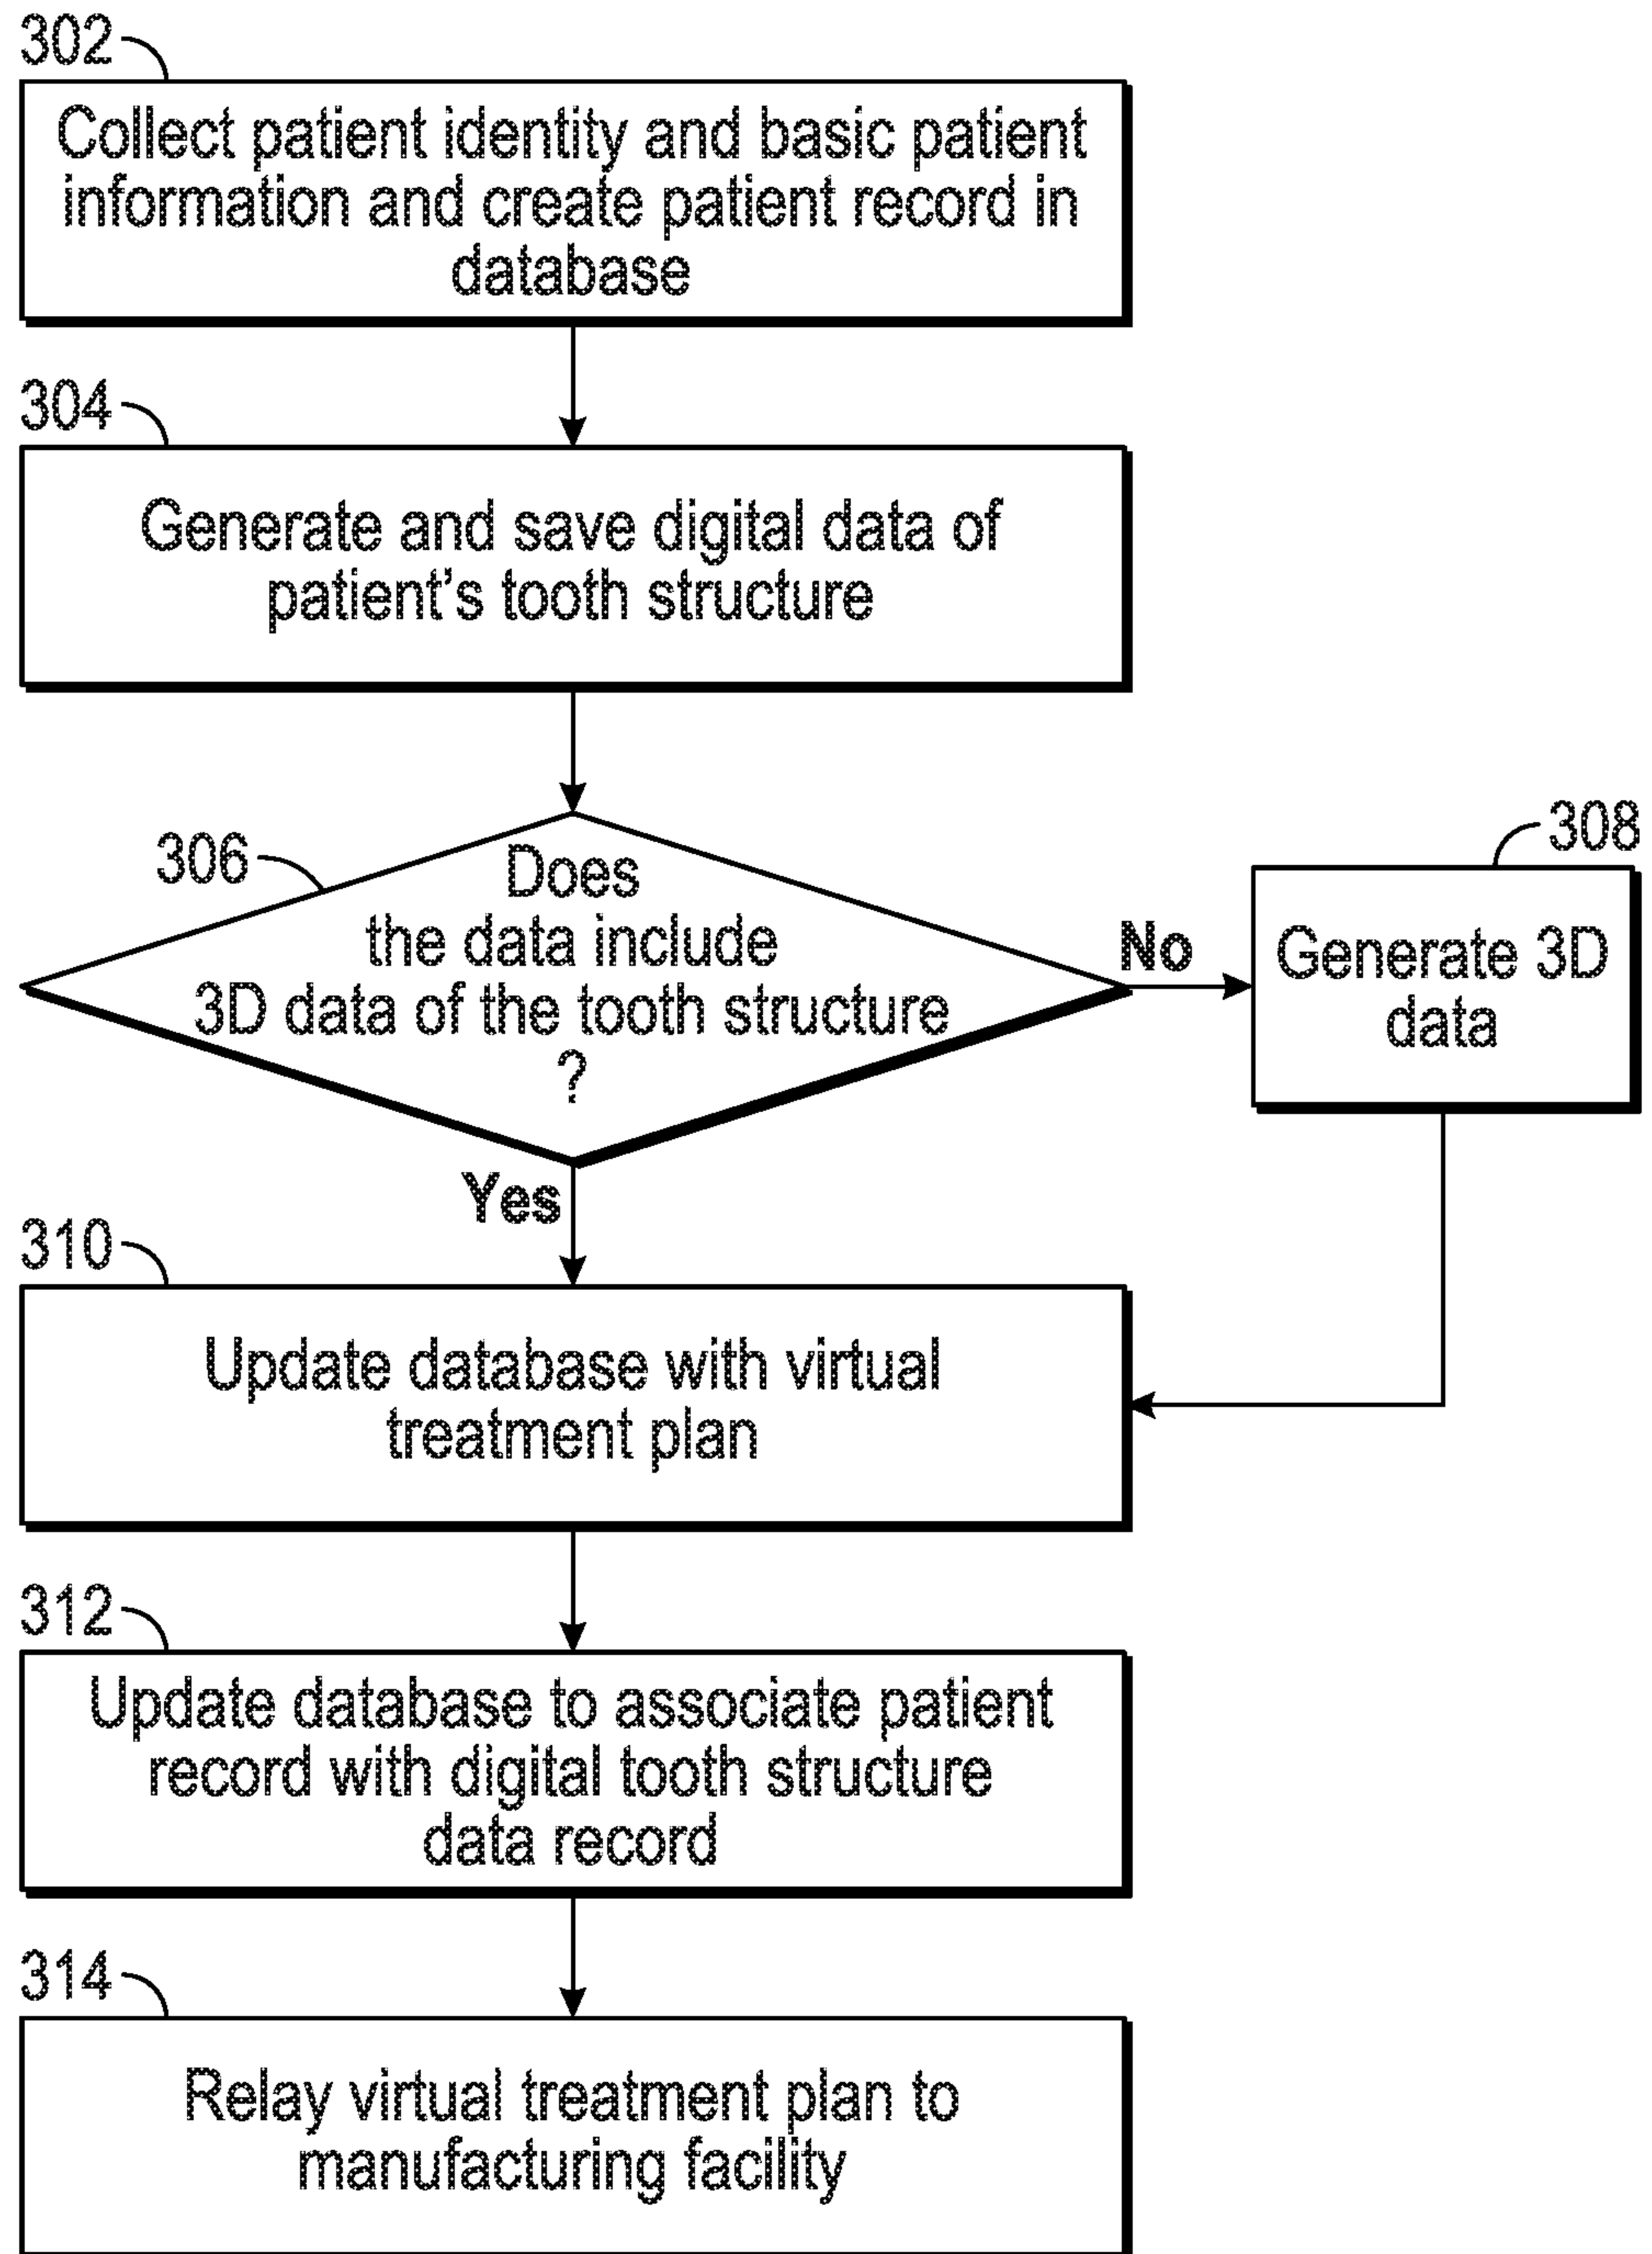 302
Collect patient identity and basic patient
information and create patient record in
database
304
Generate and save digital data of
patient's tooth structure
306
Does
the data include
3D data of the tooth structure
?
No
308
Generate 3D
data
Yes
310
Update database with virtual
treatment plan
312
Update database to associate patient
record with digital tooth structure
data record
314
Relay virtual treatment plan to
manufacturing facility